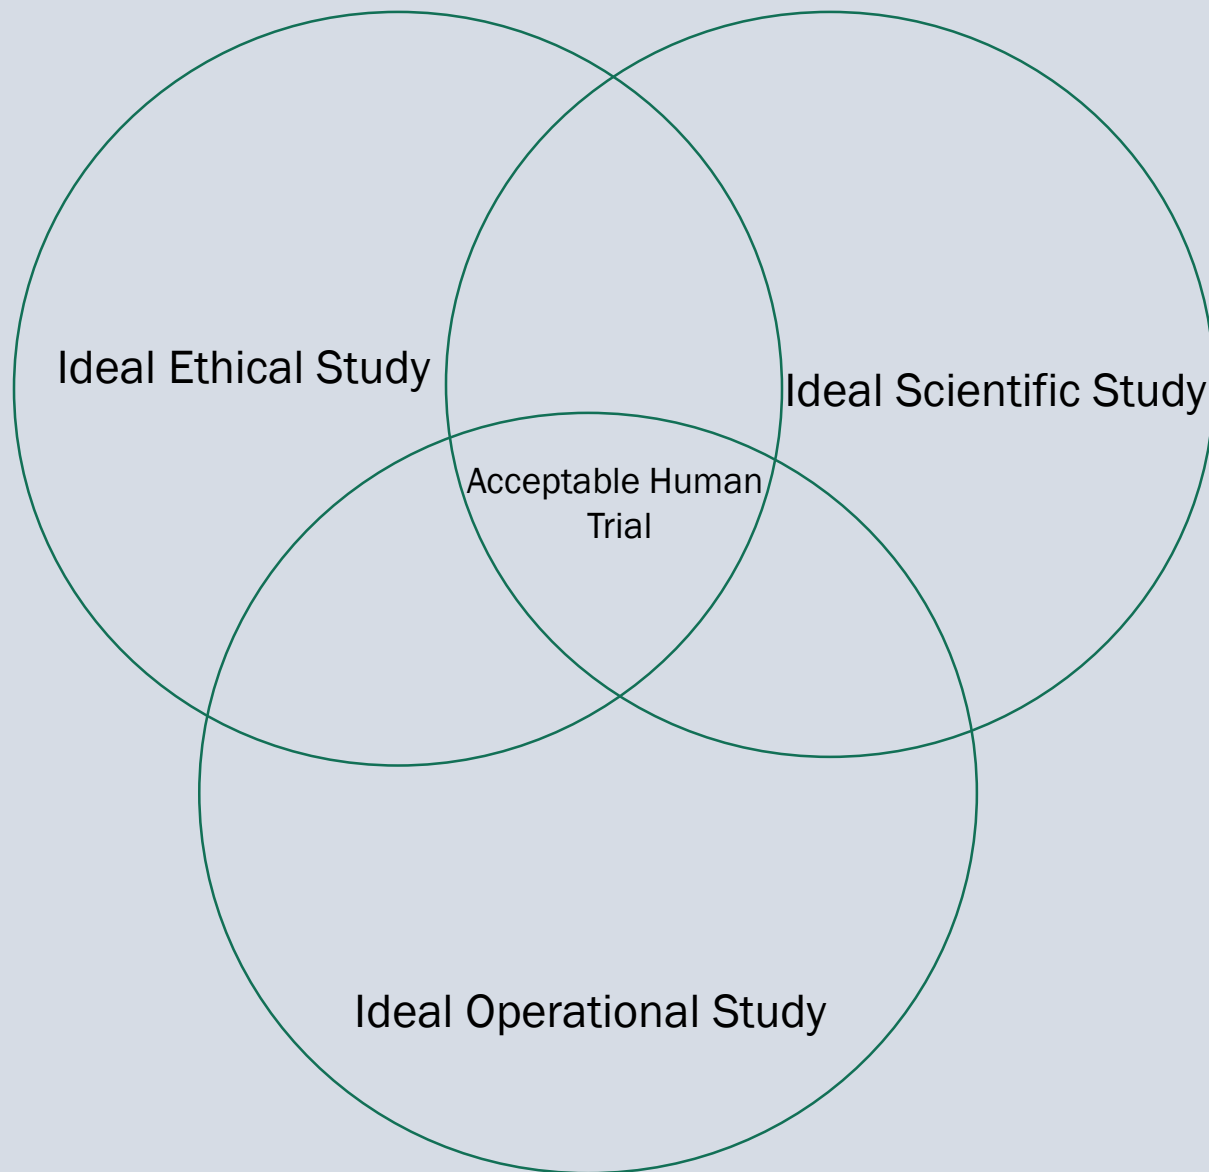 Ideal Ethical Study
Ideal Scientific Study
Acceptable Human
Trial
Ideal Operational Study